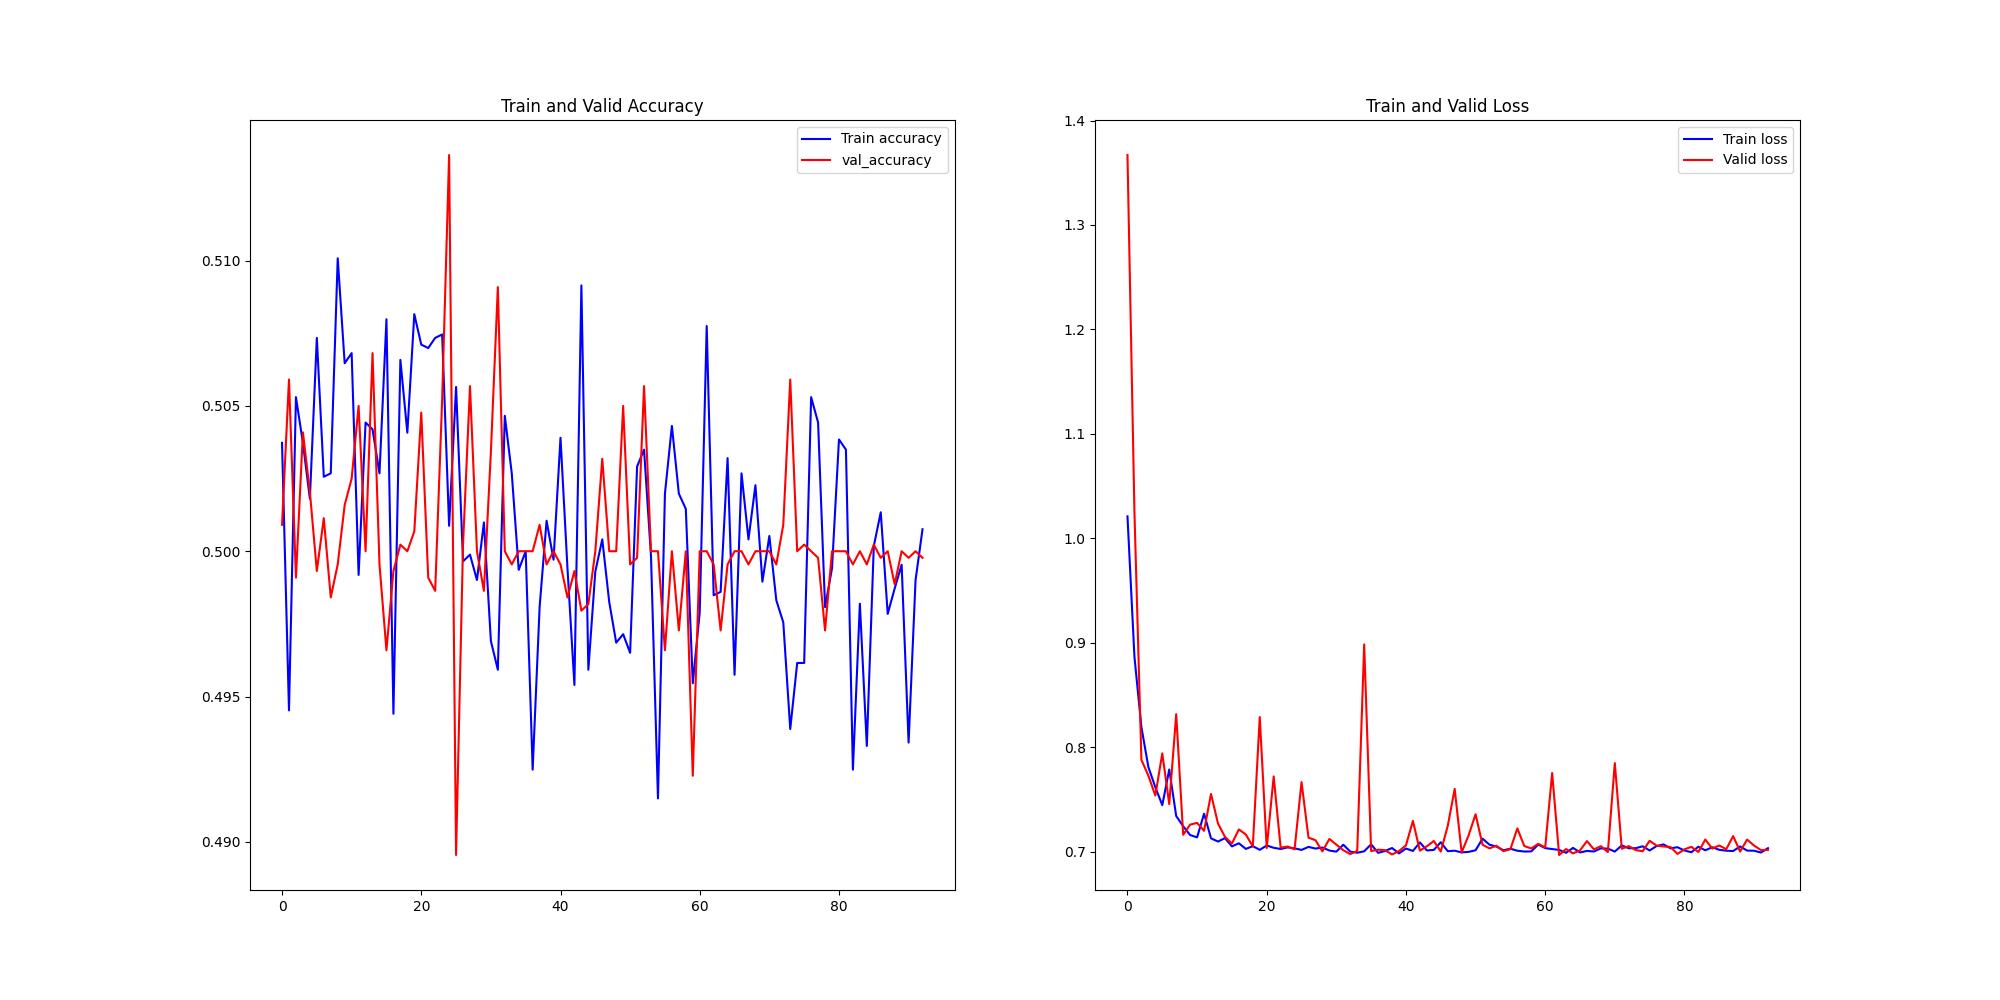 Train and Valid Accuracy
Train accuracy
val_accuracy
0.510
0.505
0.500
0.495
0.490
0 20 40 60 80
Train and Valid Loss
Train loss
Valid loss
1.4
1.3
1.2
1.1
1.0
0.9
0.8
0.7
0 20 40 60 80